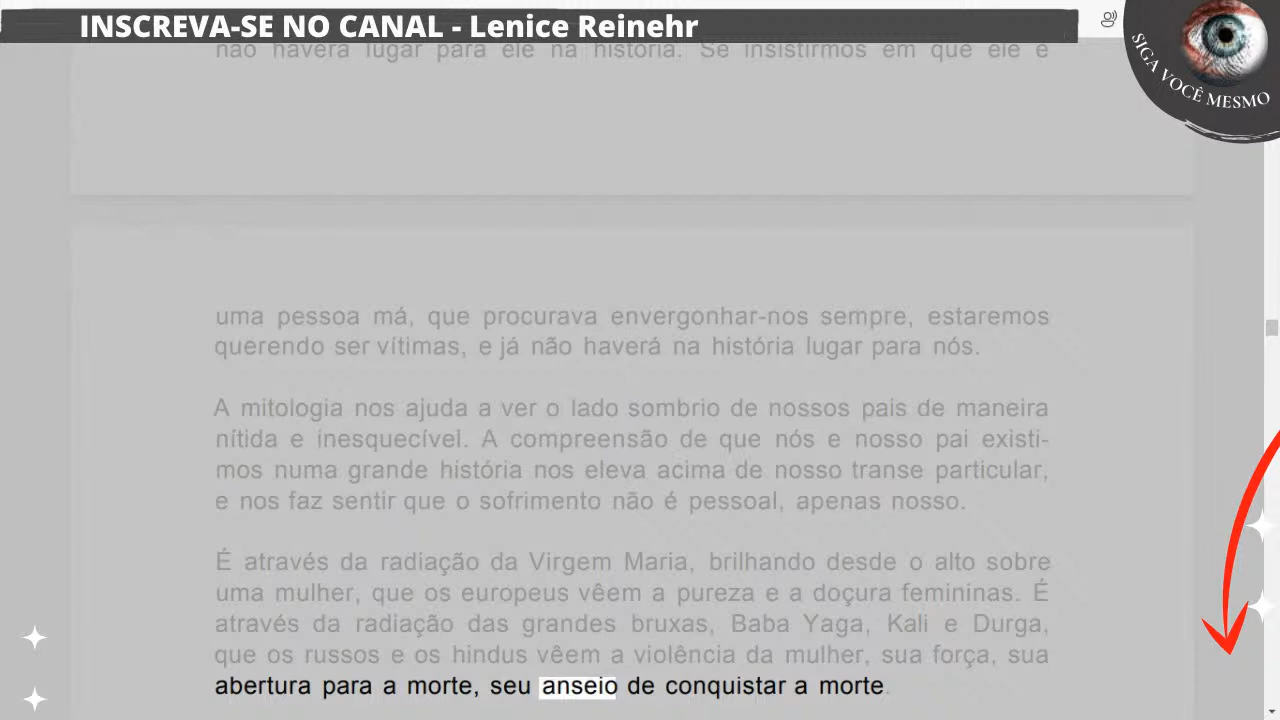 INSCREVA-SE NO CANAL - Lenice Reinehr
SIGA VOCÊ MESMO
não haverá lugar para ele na história. Se insistirmos em que ele é
uma pessoa má, que procurava envergonhar-nos sempre, estaremos
querendo ser vítimas, e já não haverá na história lugar para nós.
A mitologia nos ajuda a ver o lado sombrio de nossos pais de maneira
nítida e inesquecível. A compreensão de que nós e nosso pai existi-
mos numa grande história nos eleva acima de nosso transe particular,
e nos faz sentir que o sofrimento não é pessoal, apenas nosso.
É através da radiação da Virgem Maria, brilhando desde o alto sobre
uma mulher, que os europeus vêem a pureza e a doçura femininas. É
através da radiação das grandes bruxas, Baba Yaga, Kali e Durga,
que os russos e os hindus vêem a violência da mulher, sua força, sua
abertura para a morte, seu anseio de conquistar a morte.